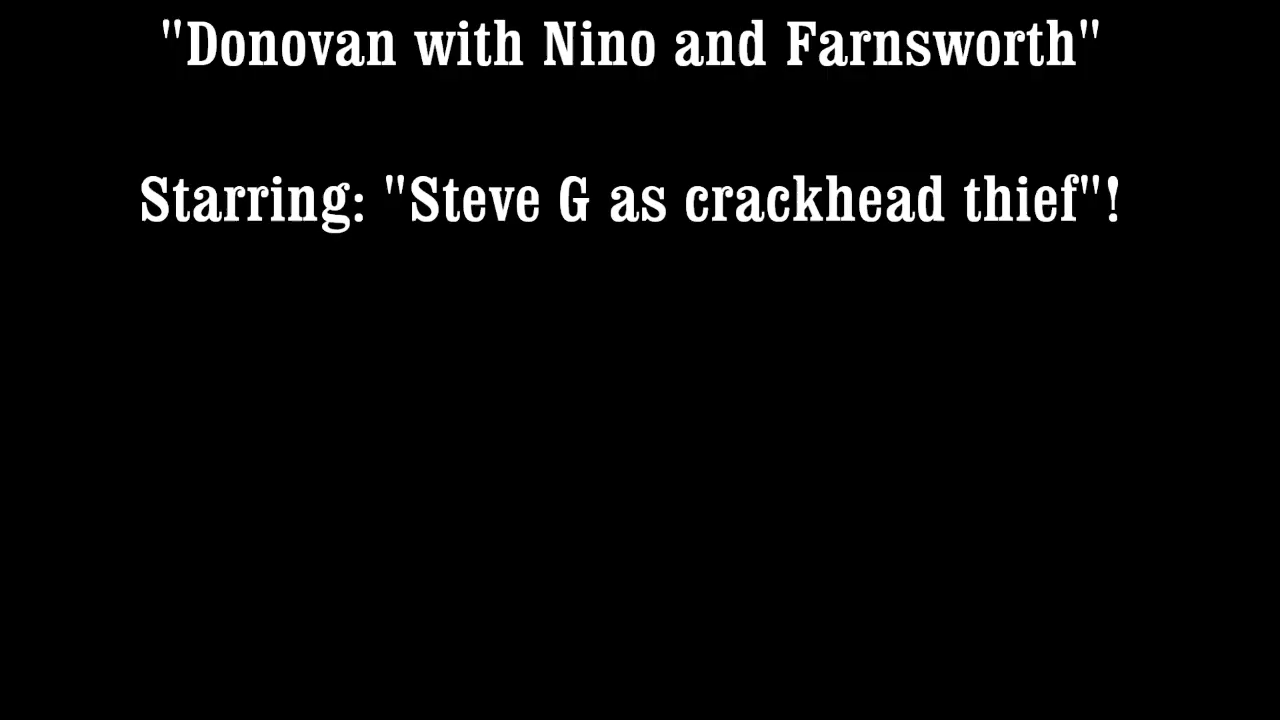 "Donovan with Nino and Farnsworth"
Starring: "Steve G as crackhead thief"!